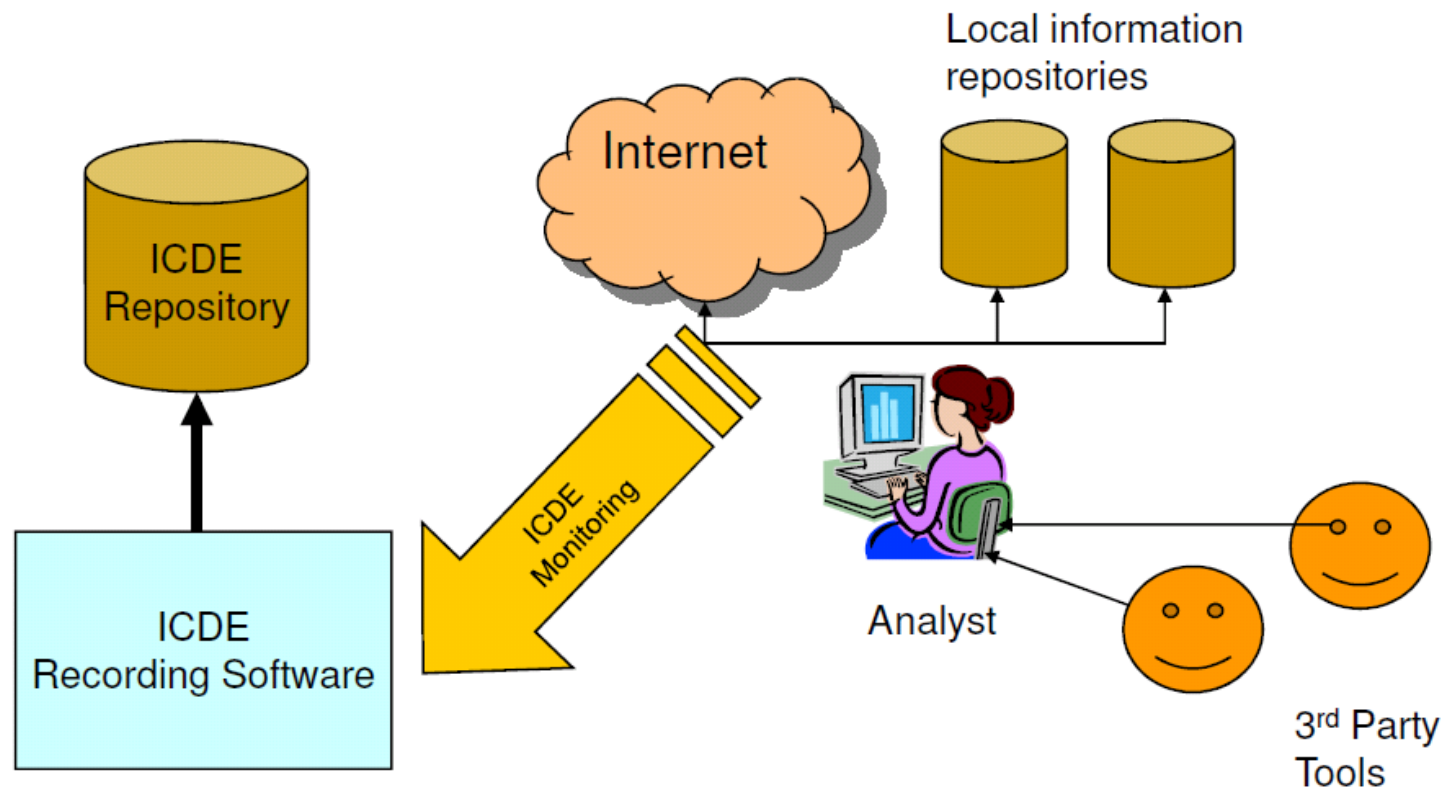 Local information
repositories
Internet
ICDE
Repository
ICDE
Monitoring
ICDE
Recording Software
Analyst
3rd Party
Tools